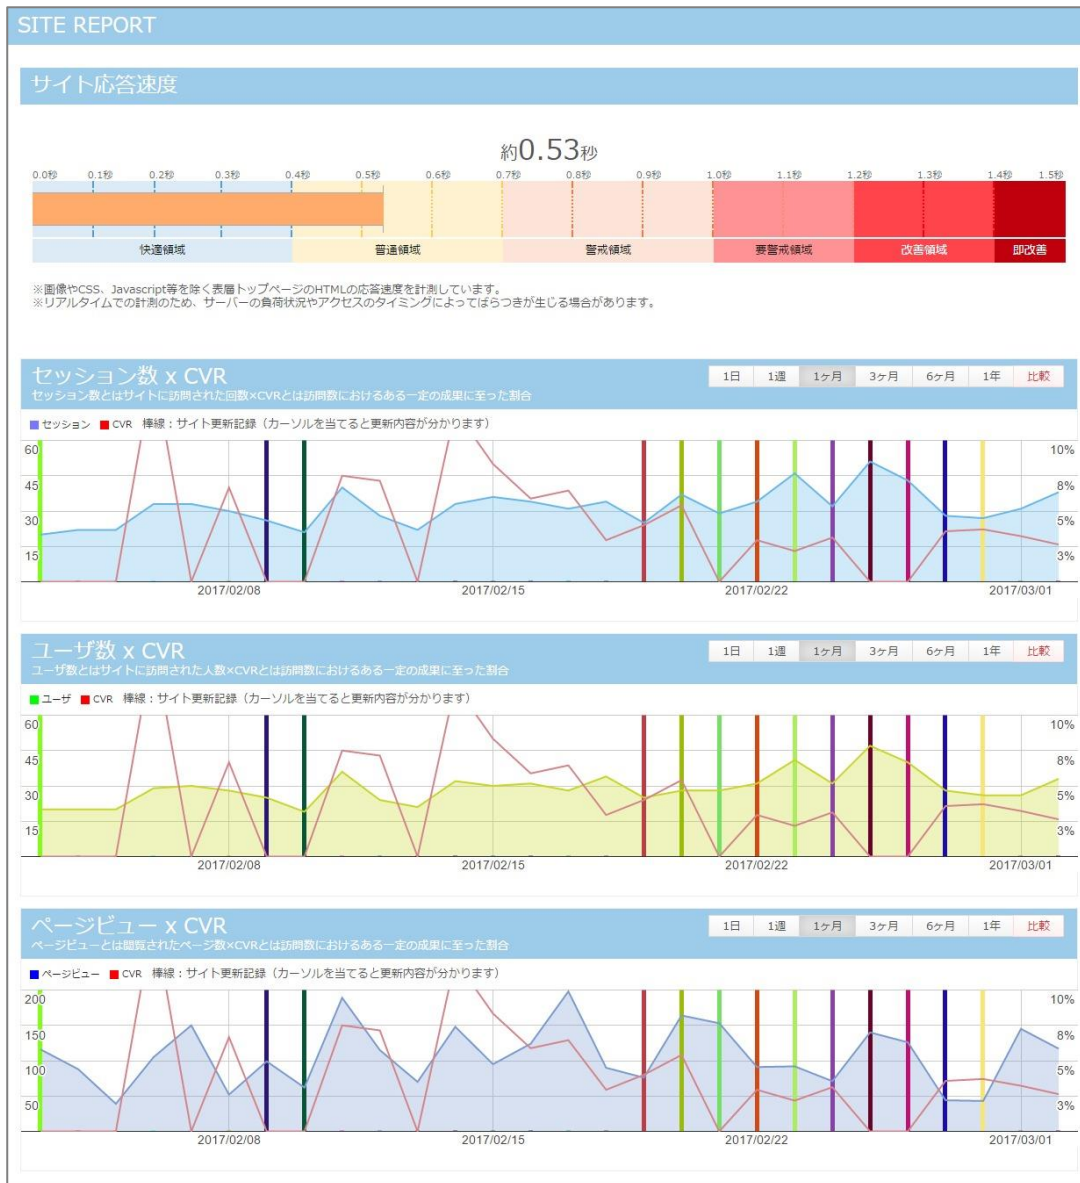 SITE REPORT
サイト応答速度
約0.53秒
0.0秒 0.1秒 0.2秒 0.3秒 0.4秒 0.5秒 0.6秒 0.7秒 0.8秒 0.9秒 1.0秒 1.1秒 1.2秒 1.3秒 1.4秒 1.5秒
快適領域 普通領域 警戒領域 要警戒領域 改善領域 即改善
※画像やCSS、Javascript等を除く表層トップページのHTMLの応答速度を計測しています。
※リアルタイムでの計測のため、サーバーの負荷状況やアクセスのタイミングによってばらつきが生じる場合があります。
セッション数 x CVR
1日 1週 1ヶ月 3ヶ月 6ヶ月 1年 比較
セッション数とはサイトに訪問された回数×CVRとは訪問数におけるある一定の成果に至った割合
セッション CVR 棒線：サイト更新記録（カーソルを当てると更新内容が分かります）
60 10%
45 8%
30 5%
15 3%
2017/02/08 2017/02/15 2017/02/22 2017/03/01
ユーザ数 x CVR
1日 1週 1ヶ月 3ヶ月 6ヶ月 1年 比較
ユーザ数とはサイトに訪問された人数×CVRとは訪問数におけるある一定の成果に至った割合
ユーザ CVR 棒線：サイト更新記録（カーソルを当てると更新内容が分かります）
60 10%
45 8%
30 5%
15 3%
2017/02/08 2017/02/15 2017/02/22 2017/03/01
ページビュー x CVR
1日 1週 1ヶ月 3ヶ月 6ヶ月 1年 比較
ページビューとは閲覧されたページ数×CVRとは訪問数におけるある一定の成果に至った割合
ページビュー CVR 棒線：サイト更新記録（カーソルを当てると更新内容が分かります）
200 10%
150 8%
100 5%
50 3%
2017/02/08 2017/02/15 2017/02/22 2017/03/01